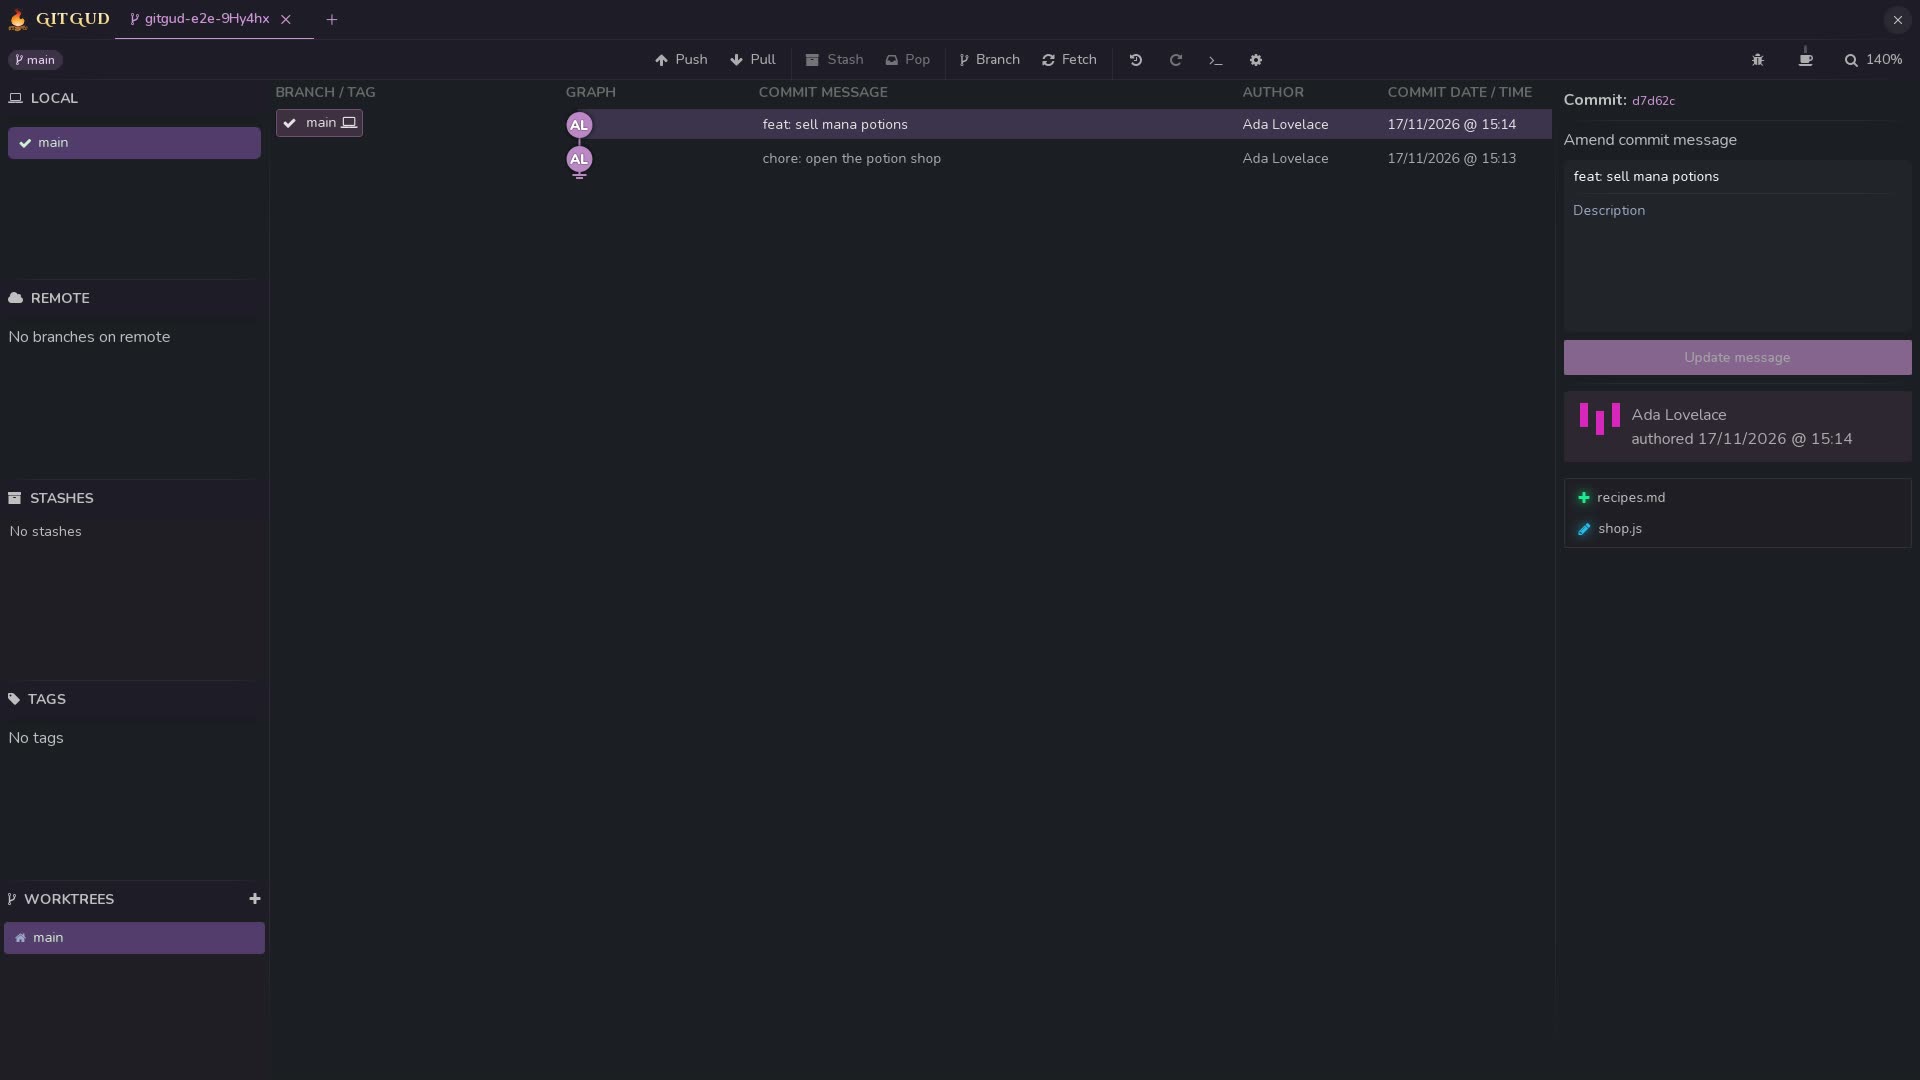 GITGUD
gitgud-e2e-9Hy4hx
main
Push
Pull
Stash
Pop
Branch
Fetch
140%
LOCAL
main
REMOTE
No branches on remote
STASHES
No stashes
TAGS
No tags
WORKTREES
main
BRANCH / TAG GRAPH COMMIT MESSAGE AUTHOR COMMIT DATE / TIME
main AL feat: sell mana potions Ada Lovelace 17/11/2026 @ 15:14
AL chore: open the potion shop Ada Lovelace 17/11/2026 @ 15:13
Commit: d7d62c
Amend commit message
feat: sell mana potions
Description
Update message
Ada Lovelace
authored 17/11/2026 @ 15:14
recipes.md
shop.js